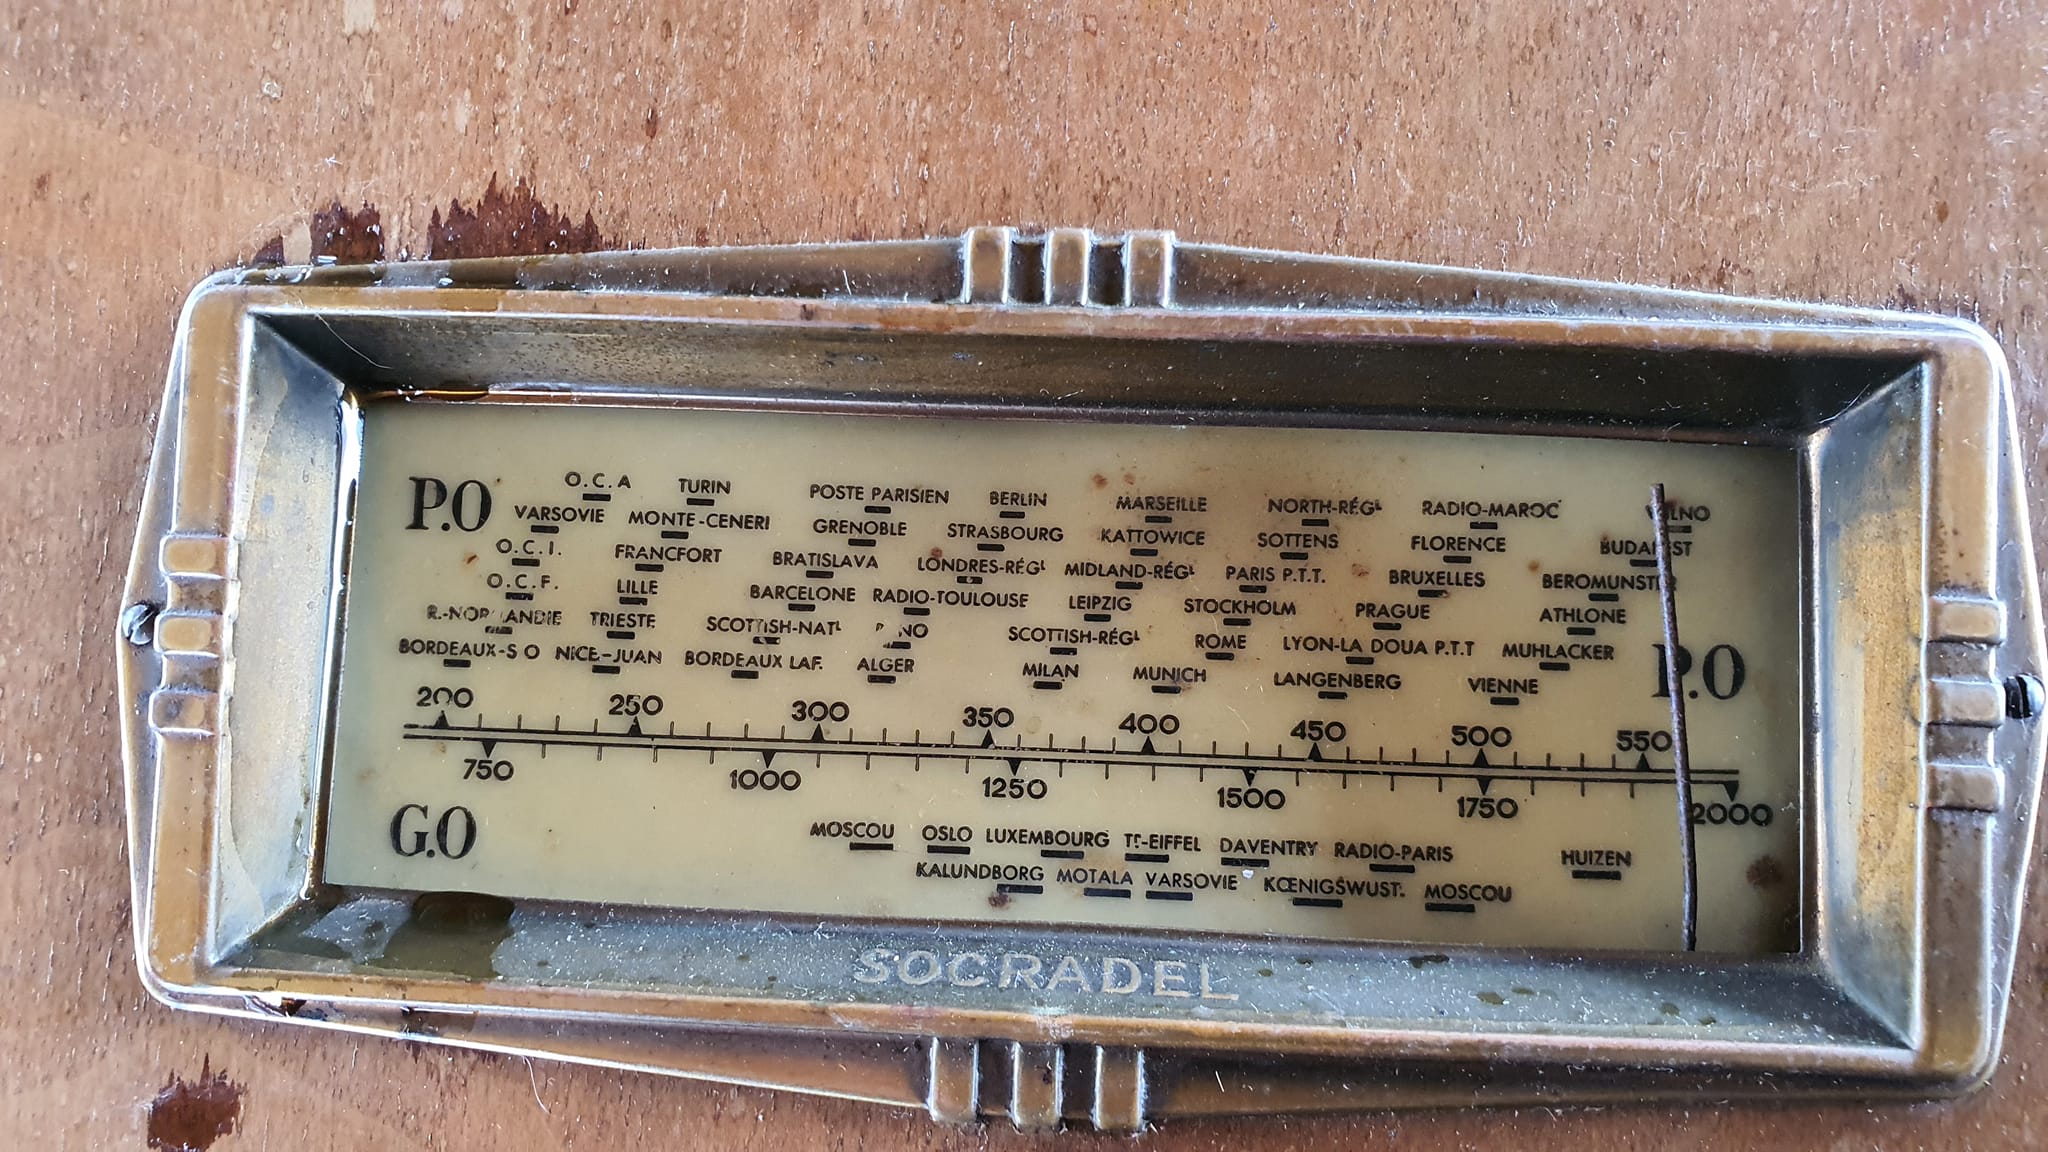 O.C.A TURIN POSTE PARISIEN BERLIN MARSEILLE NORTH-RÉGᴸ RADIO-MAROC
P.O VARSOVIE MONTE-CENERI GRENOBLE STRASBOURG KATTOWICE SOTTENS FLORENCE BUDAPEST
O.C.I. FRANCFORT BRATISLAVA LONDRES-RÉGᴸ MIDLAND-RÉGᴸ PARIS P.T.T. BRUXELLES BEROMUNSTER
O.C.F. LILLE BARCELONE RADIO-TOULOUSE LEIPZIG STOCKHOLM PRAGUE ATHLONE
R.-NORMANDIE TRIESTE SCOTTISH-NATᴸ SCOTTISH-RÉGᴸ ROME LYON-LA DOUA P.T.T MUHLACKER P.O
BORDEAUX-S O NICE-JUAN BORDEAUX LAF. ALGER MILAN MUNICH LANGENBERG VIENNE
200 250 300 350 400 450 500 550
750 1000 1250 1500 1750 2000
G.O MOSCOU OSLO LUXEMBOURG Tʳ-EIFFEL DAVENTRY RADIO-PARIS HUIZEN
KALUNDBORG MOTALA VARSOVIE KŒNIGSWUST. MOSCOU
SOCRADEL